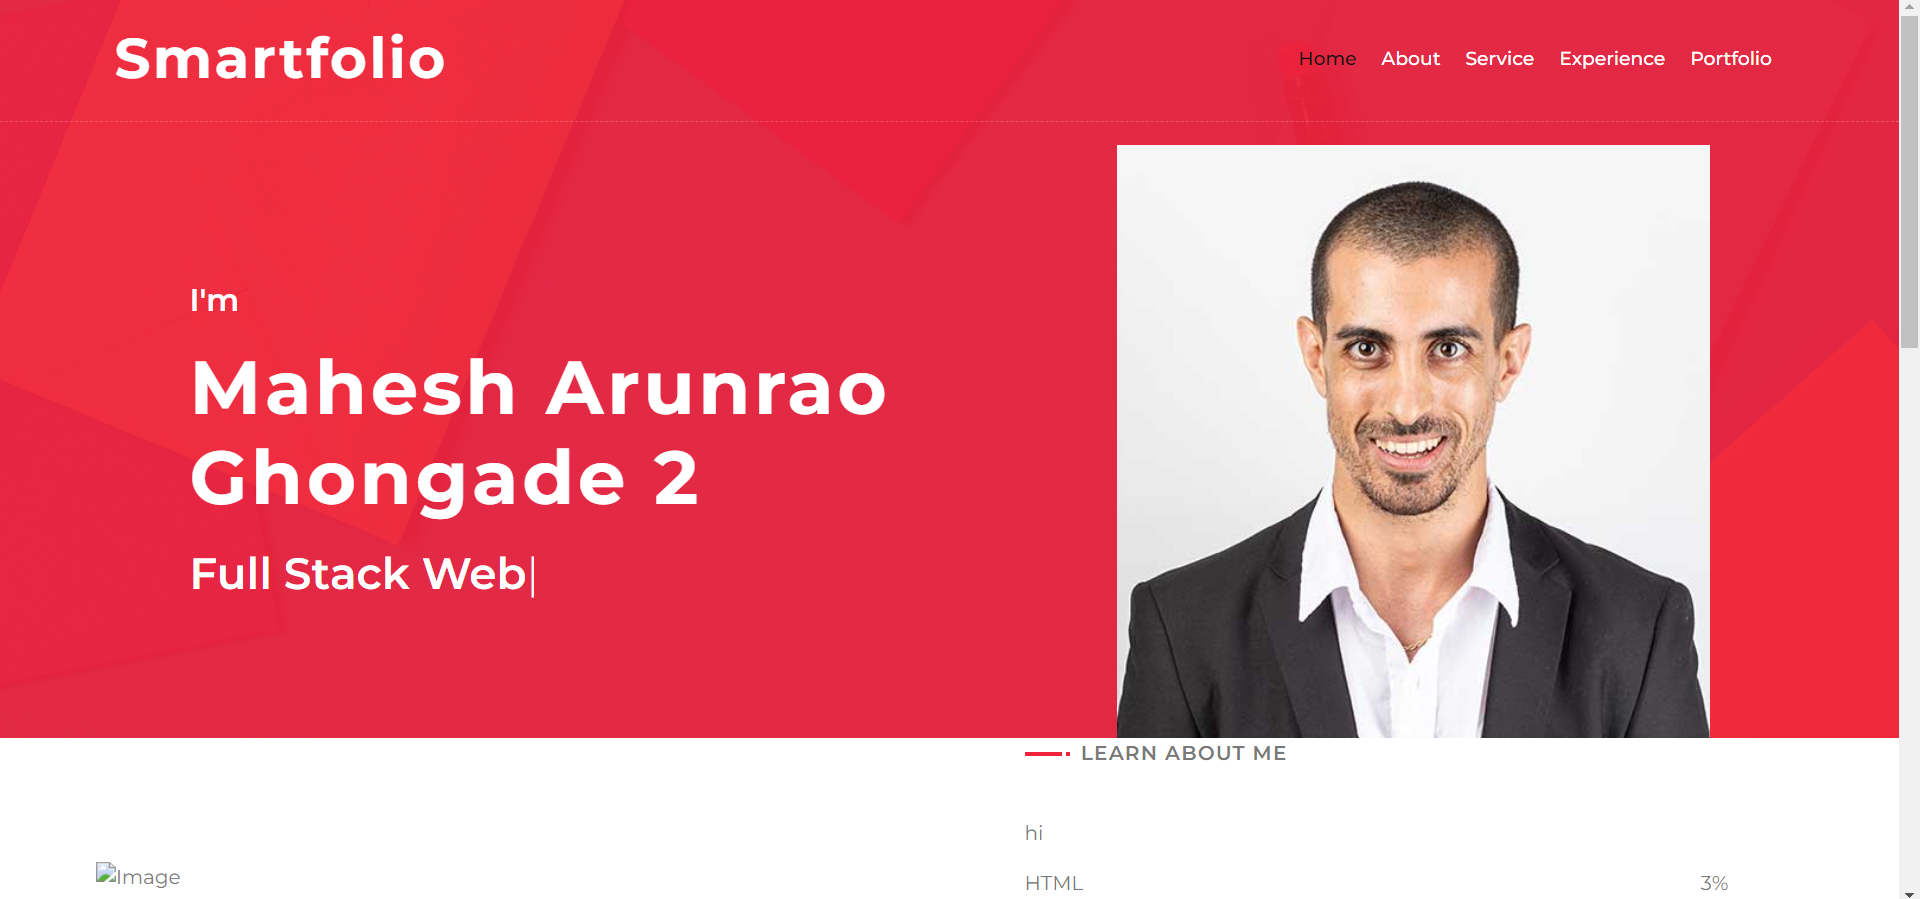 Smartfolio
Home About Service Experience Portfolio
I'm
Mahesh Arunrao
Ghongade 2
Full Stack Web|
LEARN ABOUT ME
hi
Image
HTML 3%